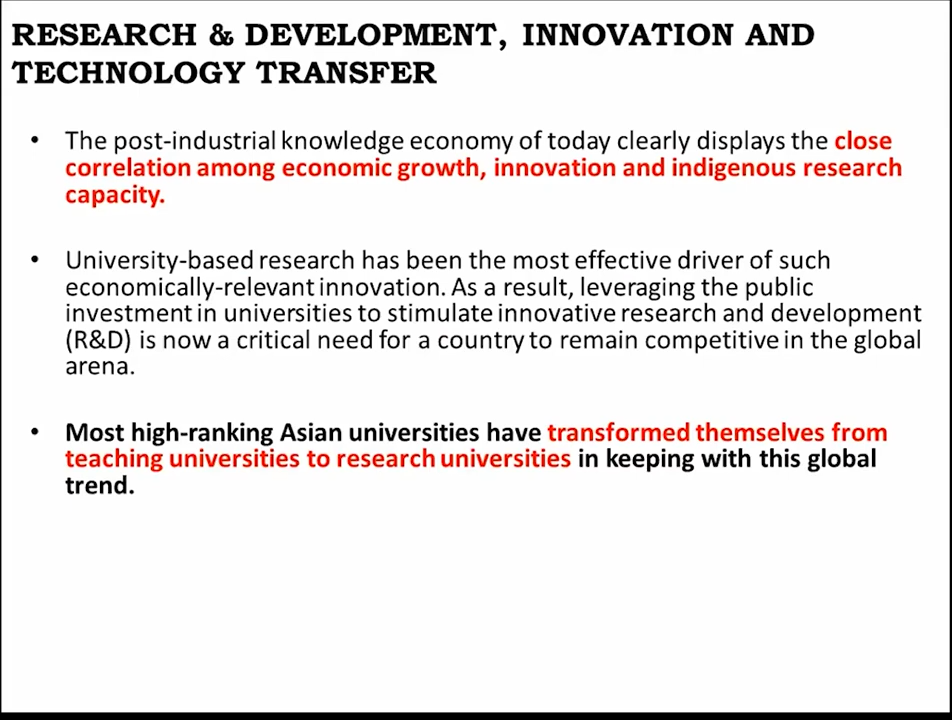 RESEARCH & DEVELOPMENT, INNOVATION AND
TECHNOLOGY TRANSFER
• The post-industrial knowledge economy of today clearly displays the close
correlation among economic growth, innovation and indigenous research
capacity.
• University-based research has been the most effective driver of such
economically-relevant innovation. As a result, leveraging the public
investment in universities to stimulate innovative research and development
(R&D) is now a critical need for a country to remain competitive in the global
arena.
• Most high-ranking Asian universities have transformed themselves from
teaching universities to research universities in keeping with this global
trend.